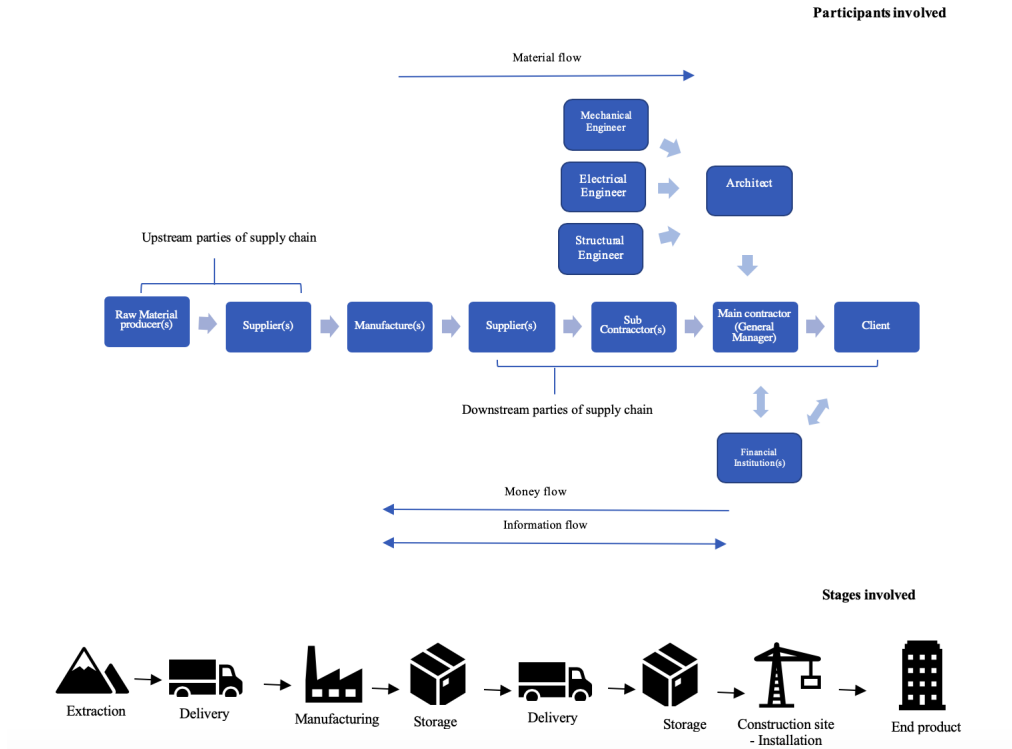 Participants involved
Material flow
Mechanical
Engineer
Electrical
Engineer
Architect
Structural
Engineer
Upstream parties of supply chain
Raw Material
producer(s)
Supplier(s)
Manufacture(s)
Supplier(s)
Sub
Contracctor(s)
Main contractor
(General
Manager)
Client
Downstream parties of supply chain
Financial
Institution(s)
Money flow
Information flow
Stages involved
Extraction
Delivery
Manufacturing
Storage
Delivery
Storage
Construction site
- Installation
End product